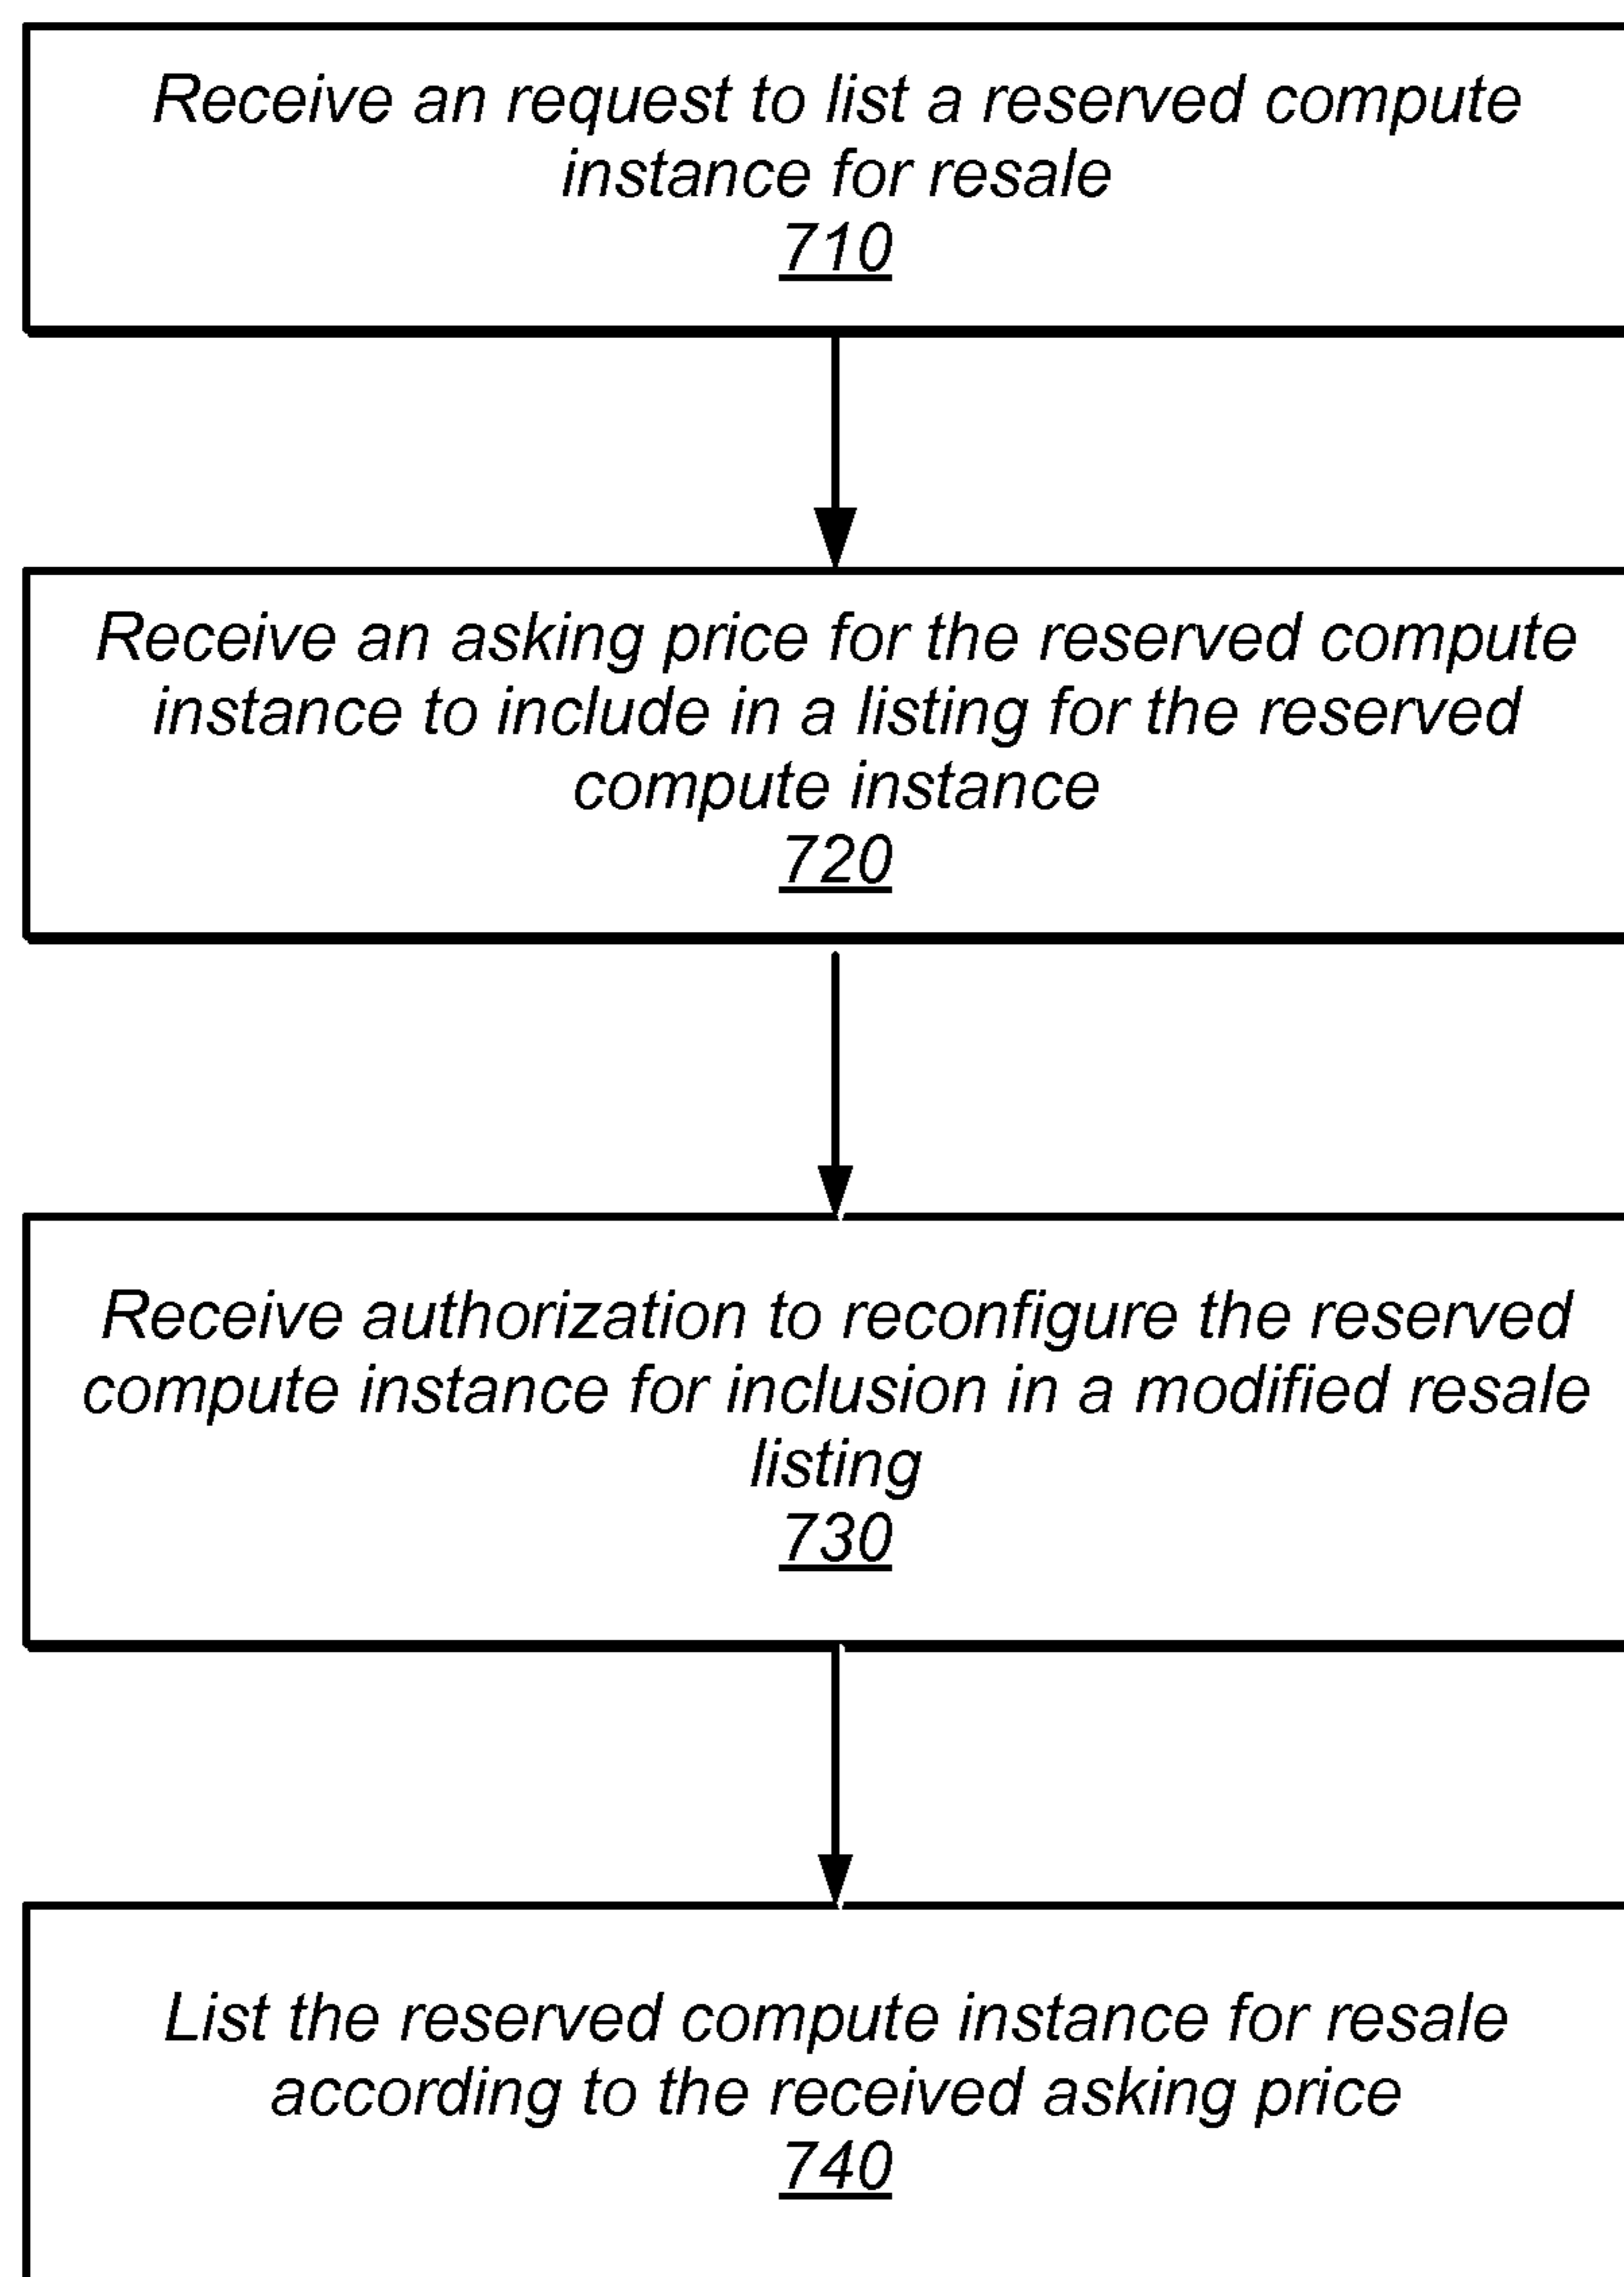 Receive an request to list a reserved compute
instance for resale
710
Receive an asking price for the reserved compute
instance to include in a listing for the reserved
compute instance
720
Receive authorization to reconfigure the reserved
compute instance for inclusion in a modified resale
listing
730
List the reserved compute instance for resale
according to the received asking price
740